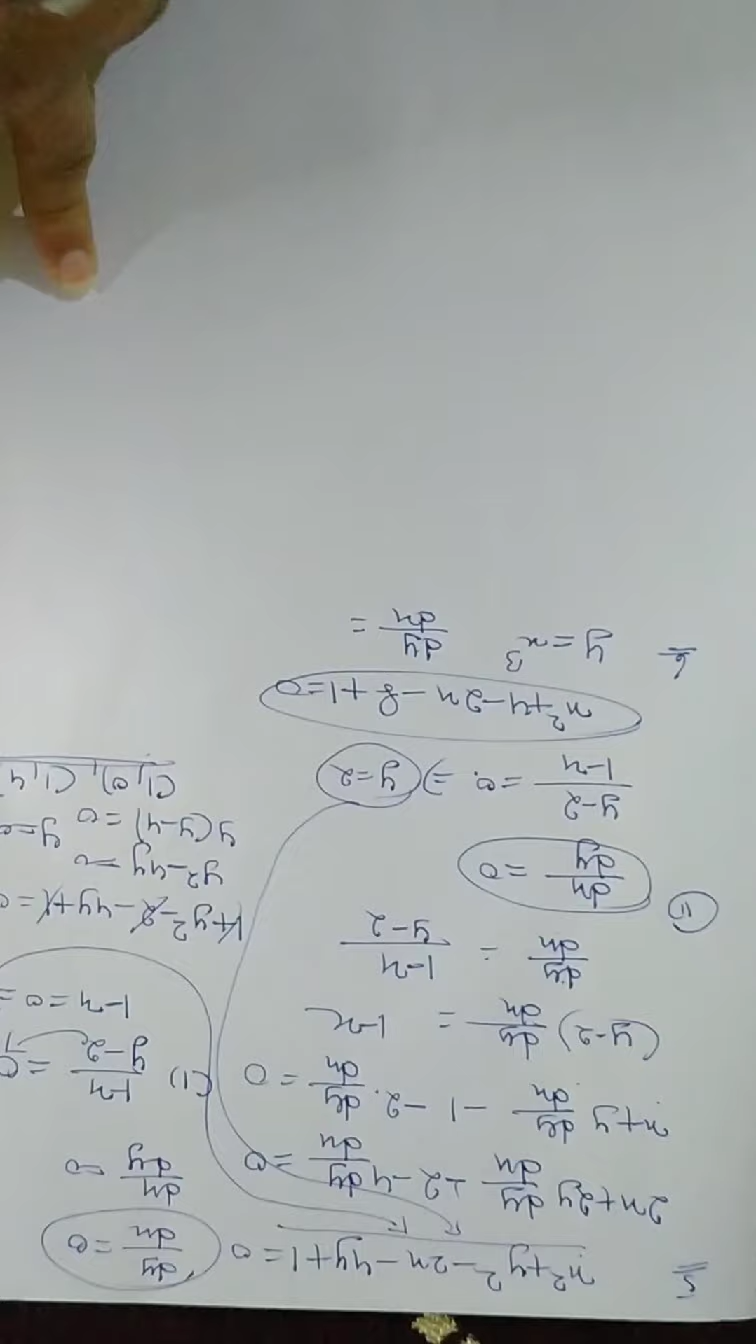 5 x²+y²-2x-4y+1=0 dy/dx = 0
dx/dy = 0
2x+2y dy/dx - 2 - 4 dy/dx = 0
x+y dy/dx - 1 - 2. dy/dx = 0
(y-2) dy/dx = 1-x
dy/dx = (1-x)/(y-2)
(i) (1-x)/(y-2) =
1-x=0 =
1+y²-2-4y+1=0
y²-4y=0
y(y-4)=0
(1,0), (1,4
(ii) dx/dy = 0
(y-2)/(1-x) = 0. ⇒ y=2
x²+4-2x-8+1=0
6 y=x³ dy/dx =